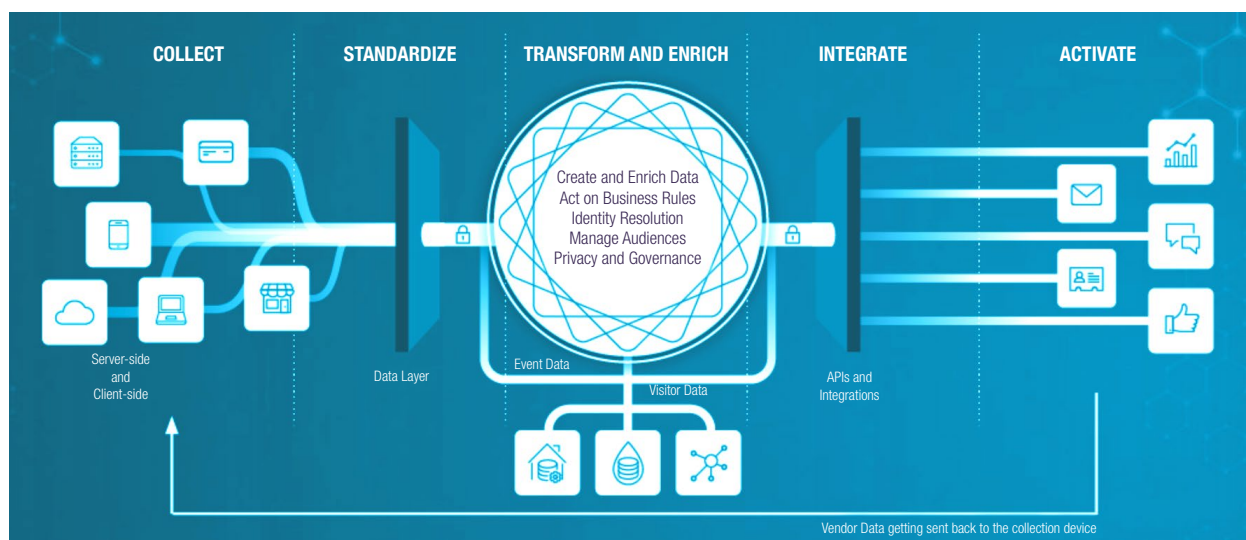 COLLECT
STANDARDIZE
TRANSFORM AND ENRICH
INTEGRATE
ACTIVATE
Create and Enrich Data
Act on Business Rules
Identity Resolution
Manage Audiences
Privacy and Governance
Server-side
and
Client-side
Data Layer
Event Data
Visitor Data
APIs and
Integrations
Vendor Data getting sent back to the collection device